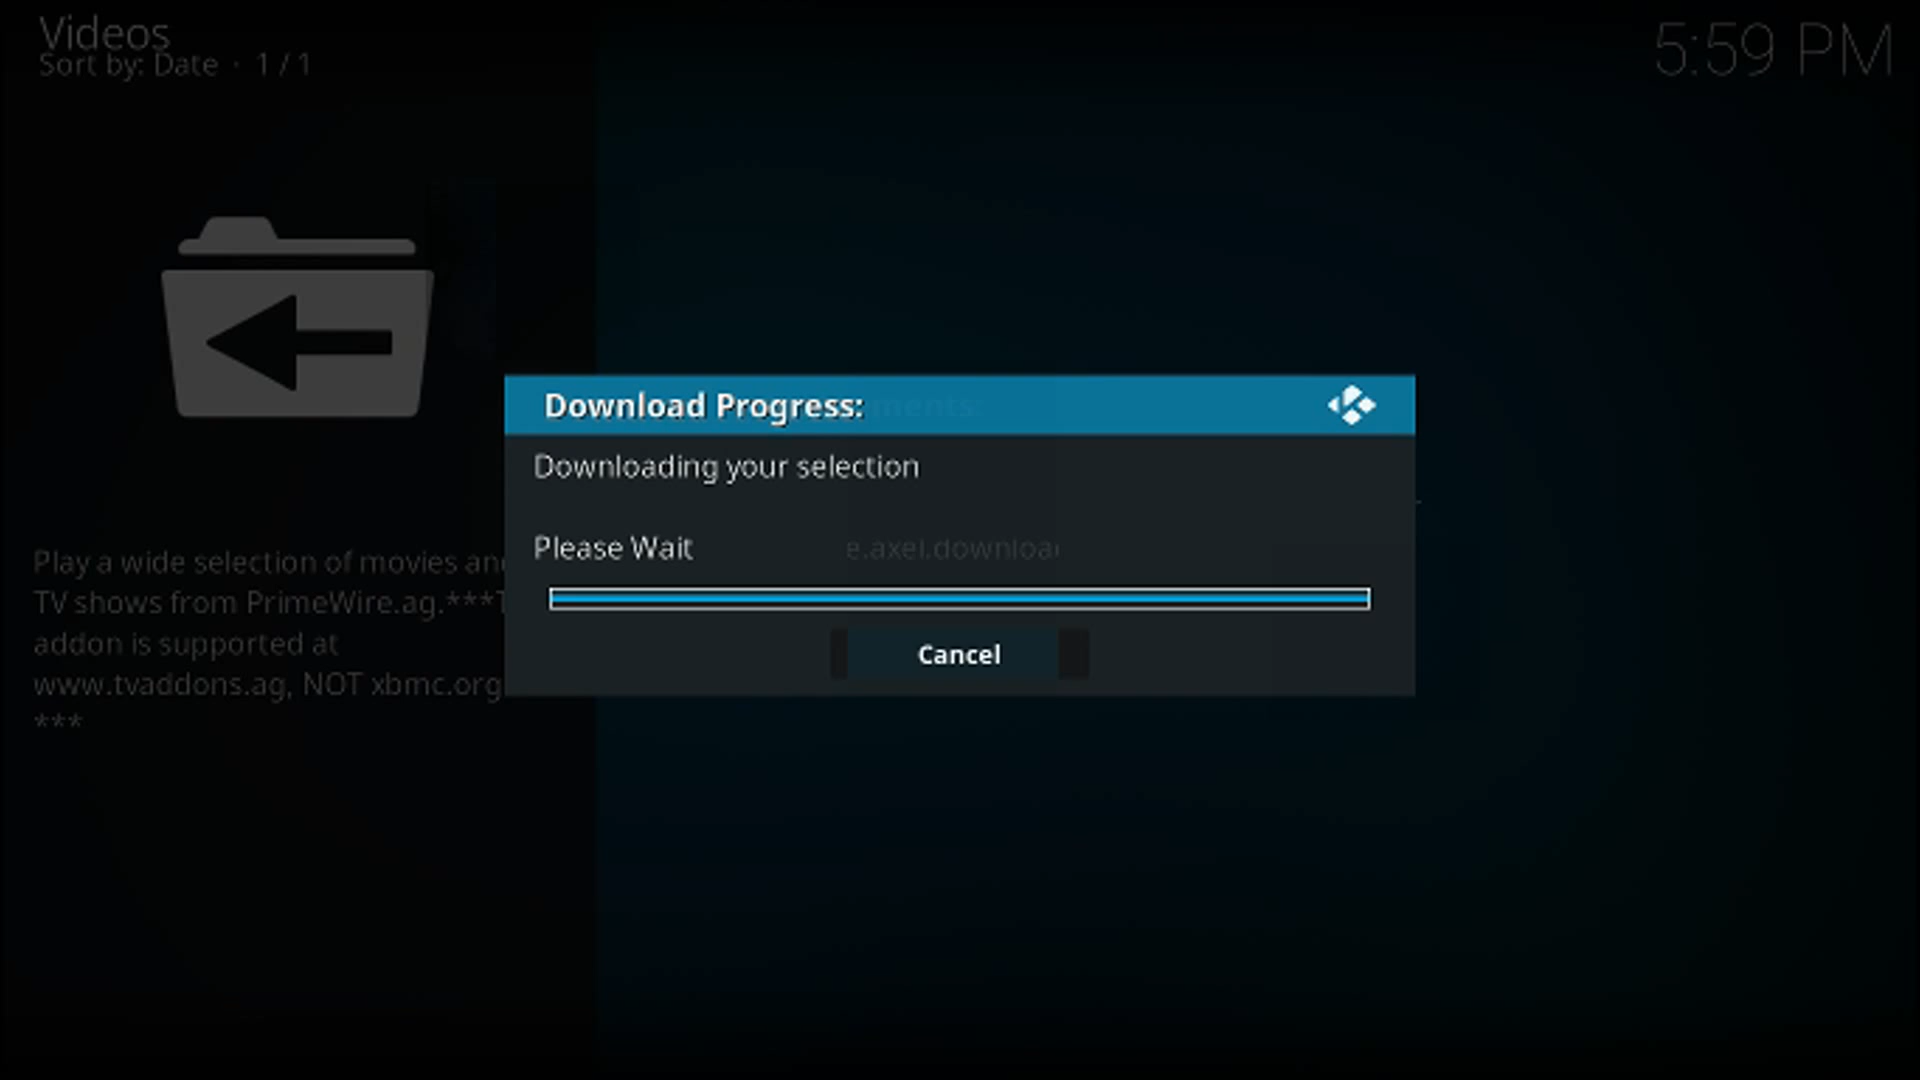 Videos
Sort by: Date · 1 / 1
5:59 PM
Download Progress:
Downloading your selection
Please Wait
e.axel.downloa
Cancel
Play a wide selection of movies an
TV shows from PrimeWire.ag.***T
addon is supported at
www.tvaddons.ag, NOT xbmc.org
***